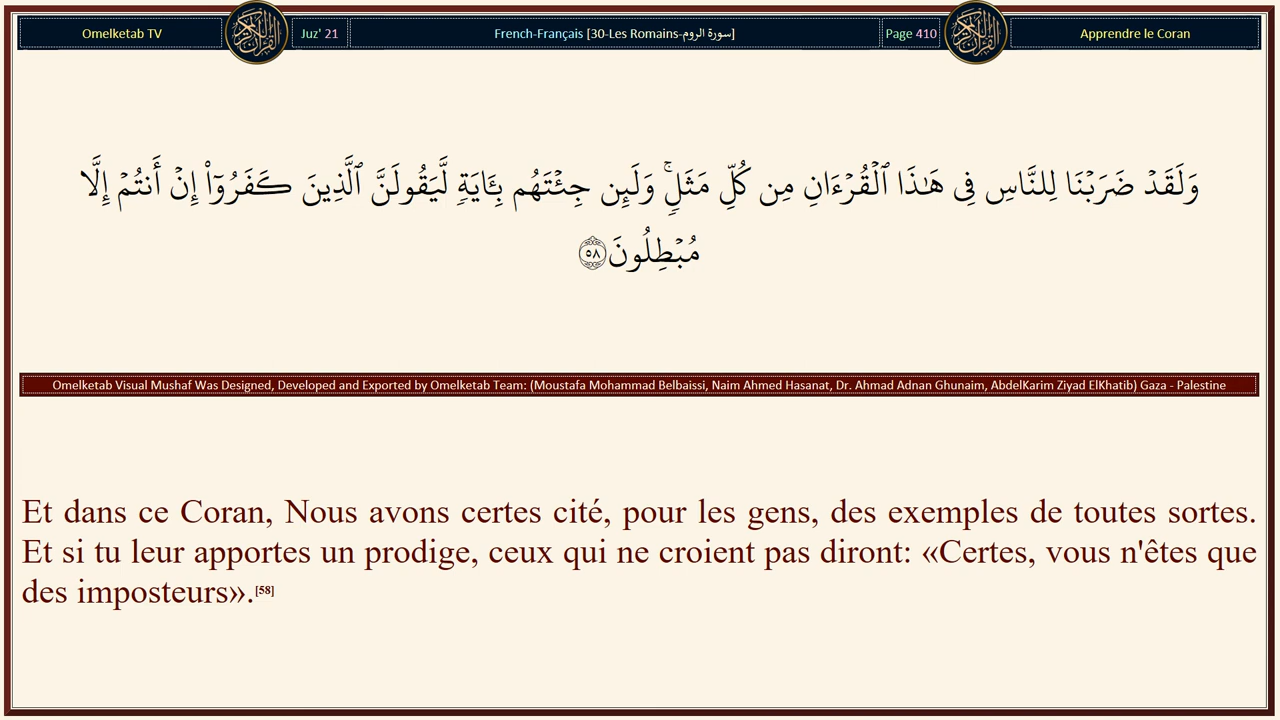 Omelketab TV
Juz' 21
French-Français [30-Les Romains-سورة الروم]
Page 410
Apprendre le Coran
وَلَقَدۡ ضَرَبۡنَا لِلنَّاسِ فِي هَٰذَا ٱلۡقُرۡءَانِ مِن كُلِّ مَثَلٖۚ وَلَئِن جِئۡتَهُم بِـَٔايَةٖ لَّيَقُولَنَّ ٱلَّذِينَ كَفَرُوٓاْ إِنۡ أَنتُمۡ إِلَّا
مُبۡطِلُونَ ٥٨
Omelketab Visual Mushaf Was Designed, Developed and Exported by Omelketab Team: (Moustafa Mohammad Belbaissi, Naim Ahmed Hasanat, Dr. Ahmad Adnan Ghunaim, AbdelKarim Ziyad ElKhatib) Gaza - Palestine
Et dans ce Coran, Nous avons certes cité, pour les gens, des exemples de toutes sortes.
Et si tu leur apportes un prodige, ceux qui ne croient pas diront: «Certes, vous n'êtes que
des imposteurs».[58]